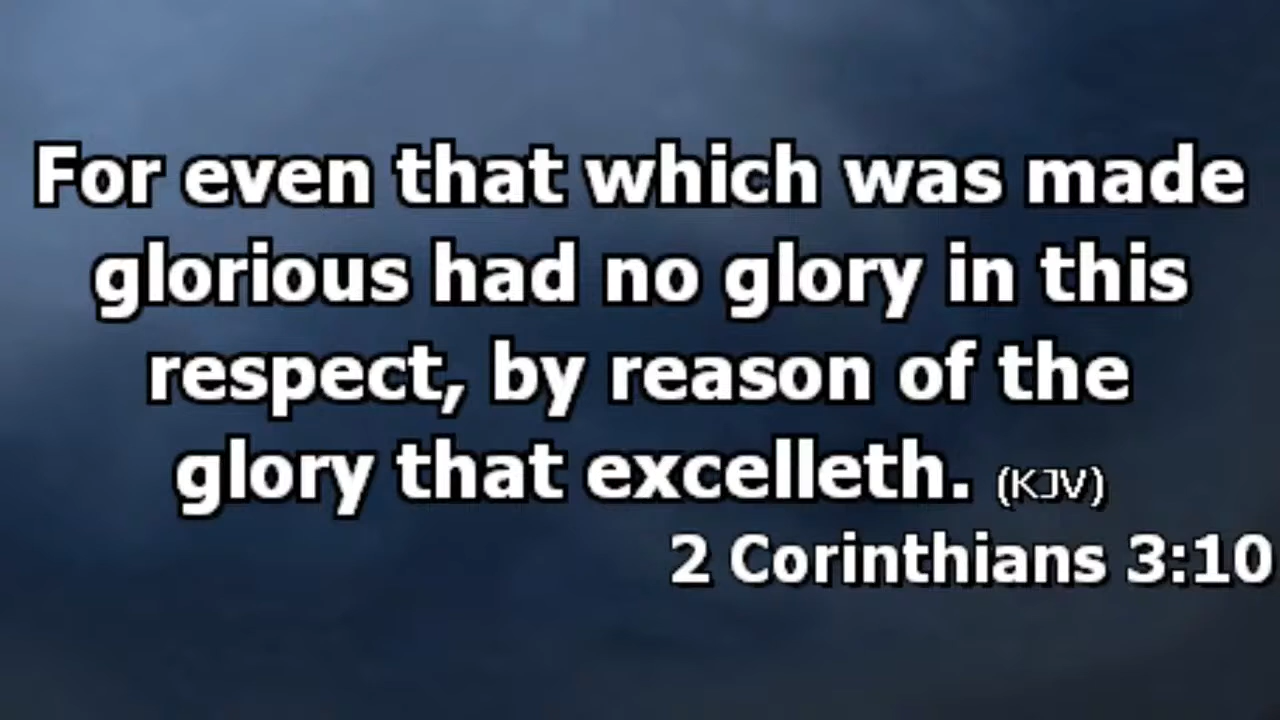 For even that which was made
glorious had no glory in this
respect, by reason of the
glory that excelleth. (KJV)
2 Corinthians 3:10